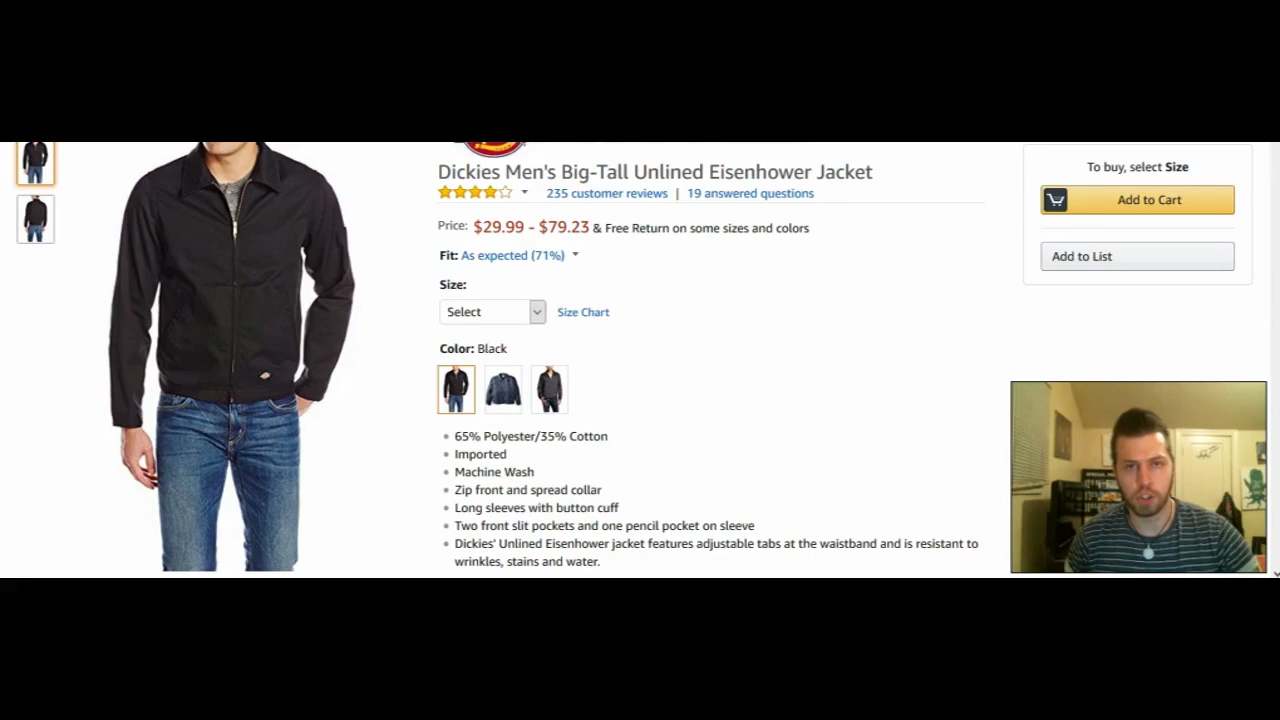 Dickies Men's Big-Tall Unlined Eisenhower Jacket
235 customer reviews | 19 answered questions
Price: $29.99 - $79.23 & Free Return on some sizes and colors
Fit: As expected (71%)
Size:
Select Size Chart
Color: Black
65% Polyester/35% Cotton
Imported
Machine Wash
Zip front and spread collar
Long sleeves with button cuff
Two front slit pockets and one pencil pocket on sleeve
Dickies' Unlined Eisenhower jacket features adjustable tabs at the waistband and is resistant to
wrinkles, stains and water.
To buy, select Size
Add to Cart
Add to List